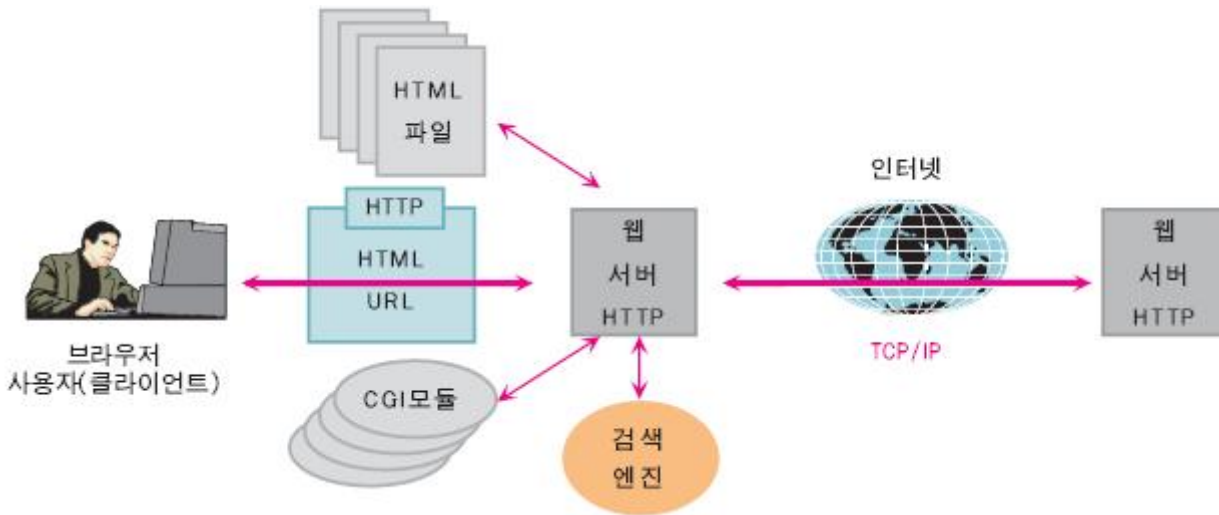 HTML
파일
HTTP
HTML
URL
브라우저
사용자(클라이언트)
CGI모듈
웹
서버
HTTP
검색
엔진
인터넷
TCP/IP
웹
서버
HTTP